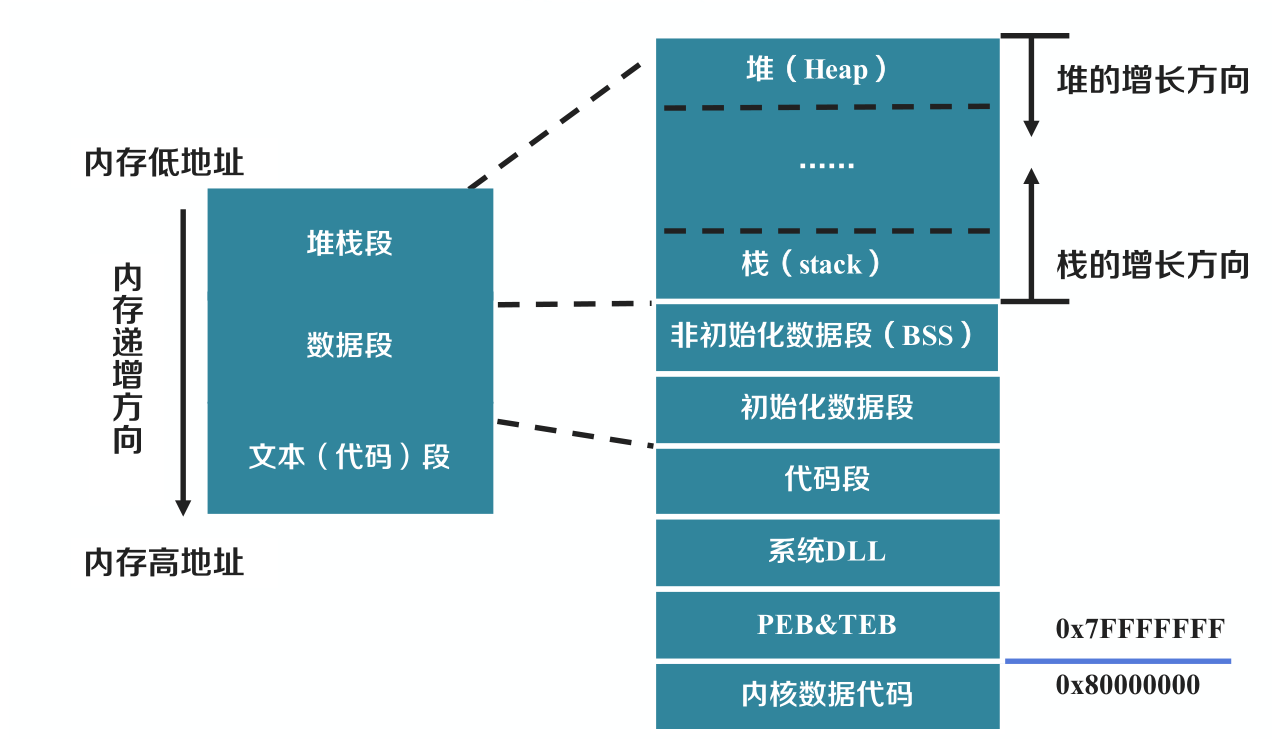 内存低地址
内存递增方向
内存高地址
堆栈段
数据段
文本（代码）段
堆（Heap）
……
栈（stack）
非初始化数据段（BSS）
初始化数据段
代码段
系统DLL
PEB&TEB
内核数据代码
堆的增长方向
栈的增长方向
0x7FFFFFFF
0x80000000